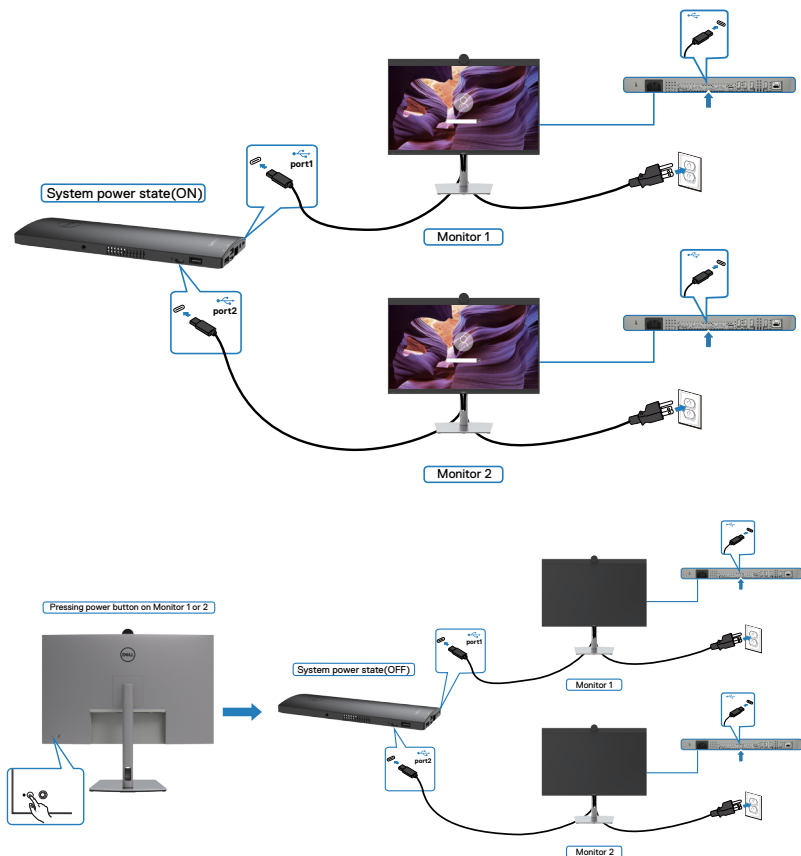 port1
System power state(ON)
Monitor 1
port2
Monitor 2
Pressing power button on Monitor 1 or 2
DELL
port1
System power state(OFF)
Monitor 1
port2
Monitor 2